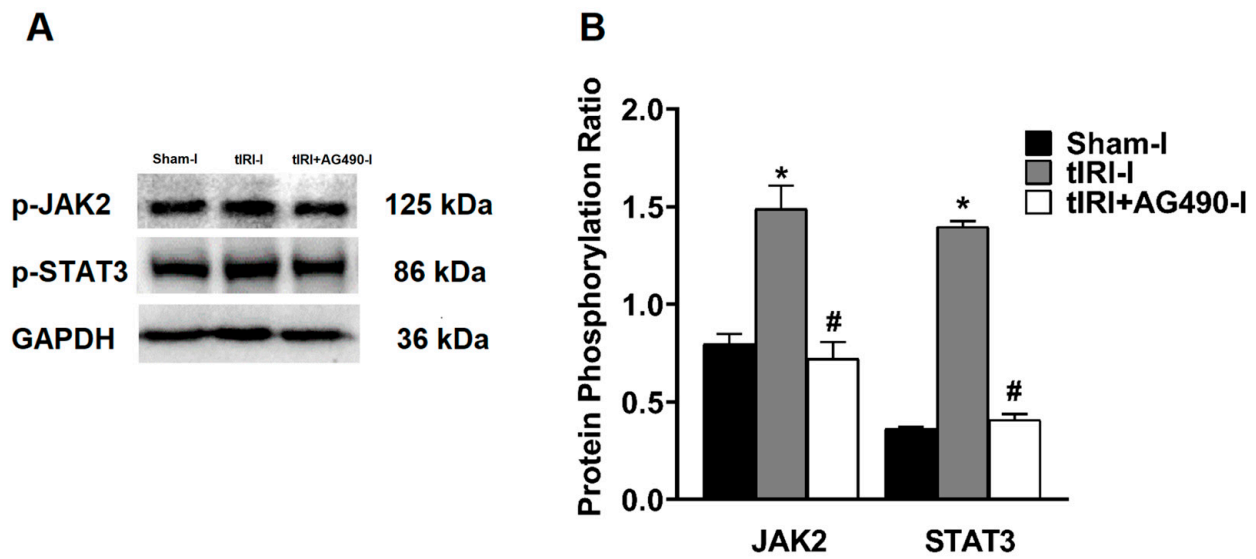 A
Sham-I tIRI-I tIRI+AG490-I
p-JAK2 125 kDa
p-STAT3 86 kDa
GAPDH 36 kDa
B
Protein Phosphorylation Ratio
2.0
1.5
1.0
0.5
0.0
* # * #
JAK2 STAT3
Sham-I
tIRI-I
tIRI+AG490-I